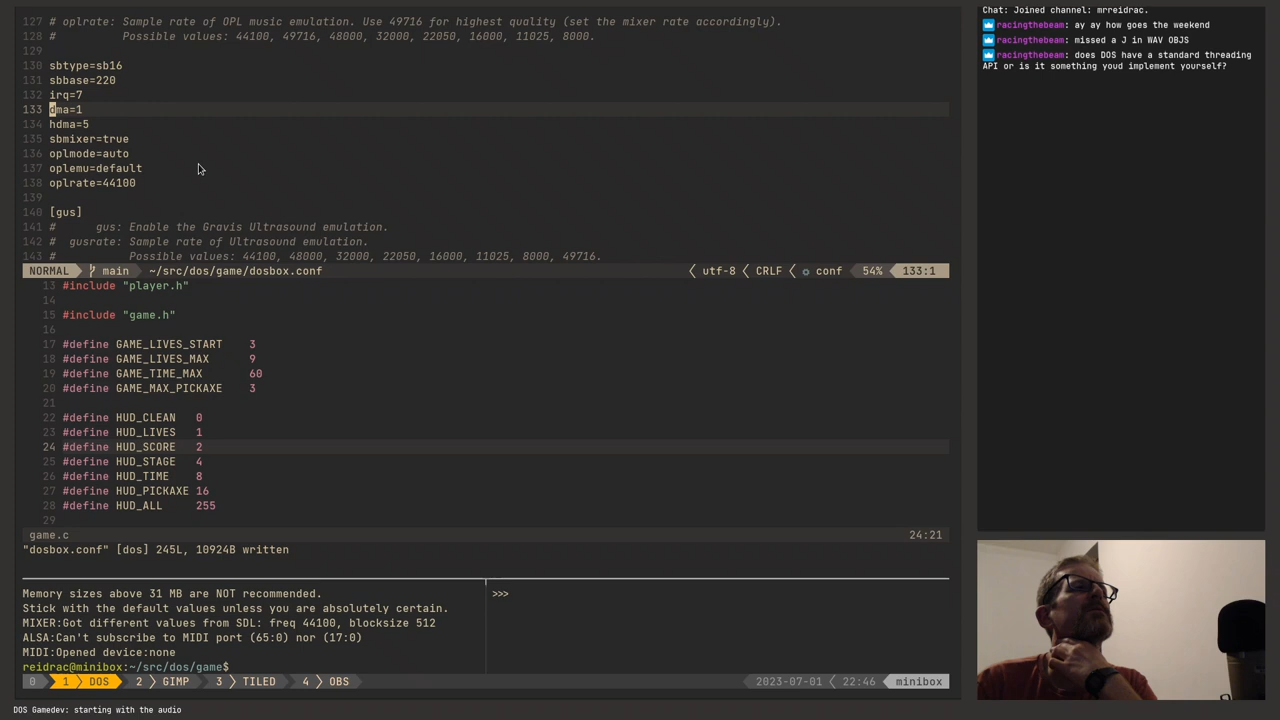 127 # oplrate: Sample rate of OPL music emulation. Use 49716 for highest quality (set the mixer rate accordingly).
128 #          Possible values: 44100, 49716, 48000, 32000, 22050, 16000, 11025, 8000.
129
130 sbtype=sb16
131 sbbase=220
132 irq=7
133 dma=1
134 hdma=5
135 sbmixer=true
136 oplmode=auto
137 oplemu=default
138 oplrate=44100
139
140 [gus]
141 #      gus: Enable the Gravis Ultrasound emulation.
142 #  gusrate: Sample rate of Ultrasound emulation.
143 #           Possible values: 44100, 48000, 32000, 22050, 16000, 11025, 8000, 49716.
NORMAL main ~/src/dos/game/dosbox.conf utf-8 CRLF conf 54% 133:1
13 #include "player.h"
14
15 #include "game.h"
16
17 #define GAME_LIVES_START    3
18 #define GAME_LIVES_MAX      9
19 #define GAME_TIME_MAX       60
20 #define GAME_MAX_PICKAXE    3
21
22 #define HUD_CLEAN   0
23 #define HUD_LIVES   1
24 #define HUD_SCORE   2
25 #define HUD_STAGE   4
26 #define HUD_TIME    8
27 #define HUD_PICKAXE 16
28 #define HUD_ALL     255
29
game.c 24:21
"dosbox.conf" [dos] 245L, 10924B written
Memory sizes above 31 MB are NOT recommended.
Stick with the default values unless you are absolutely certain.
MIXER:Got different values from SDL: freq 44100, blocksize 512
ALSA:Can't subscribe to MIDI port (65:0) nor (17:0)
MIDI:Opened device:none
reidrac@minibox:~/src/dos/game$
>>>
0 1 DOS 2 GIMP 3 TILED 4 OBS 2023-07-01 22:46 minibox
DOS Gamedev: starting with the audio
Chat: Joined channel: mrreidrac.
racingthebeam: ay ay how goes the weekend
racingthebeam: missed a J in WAV OBJS
racingthebeam: does DOS have a standard threading
API or is it something youd implement yourself?